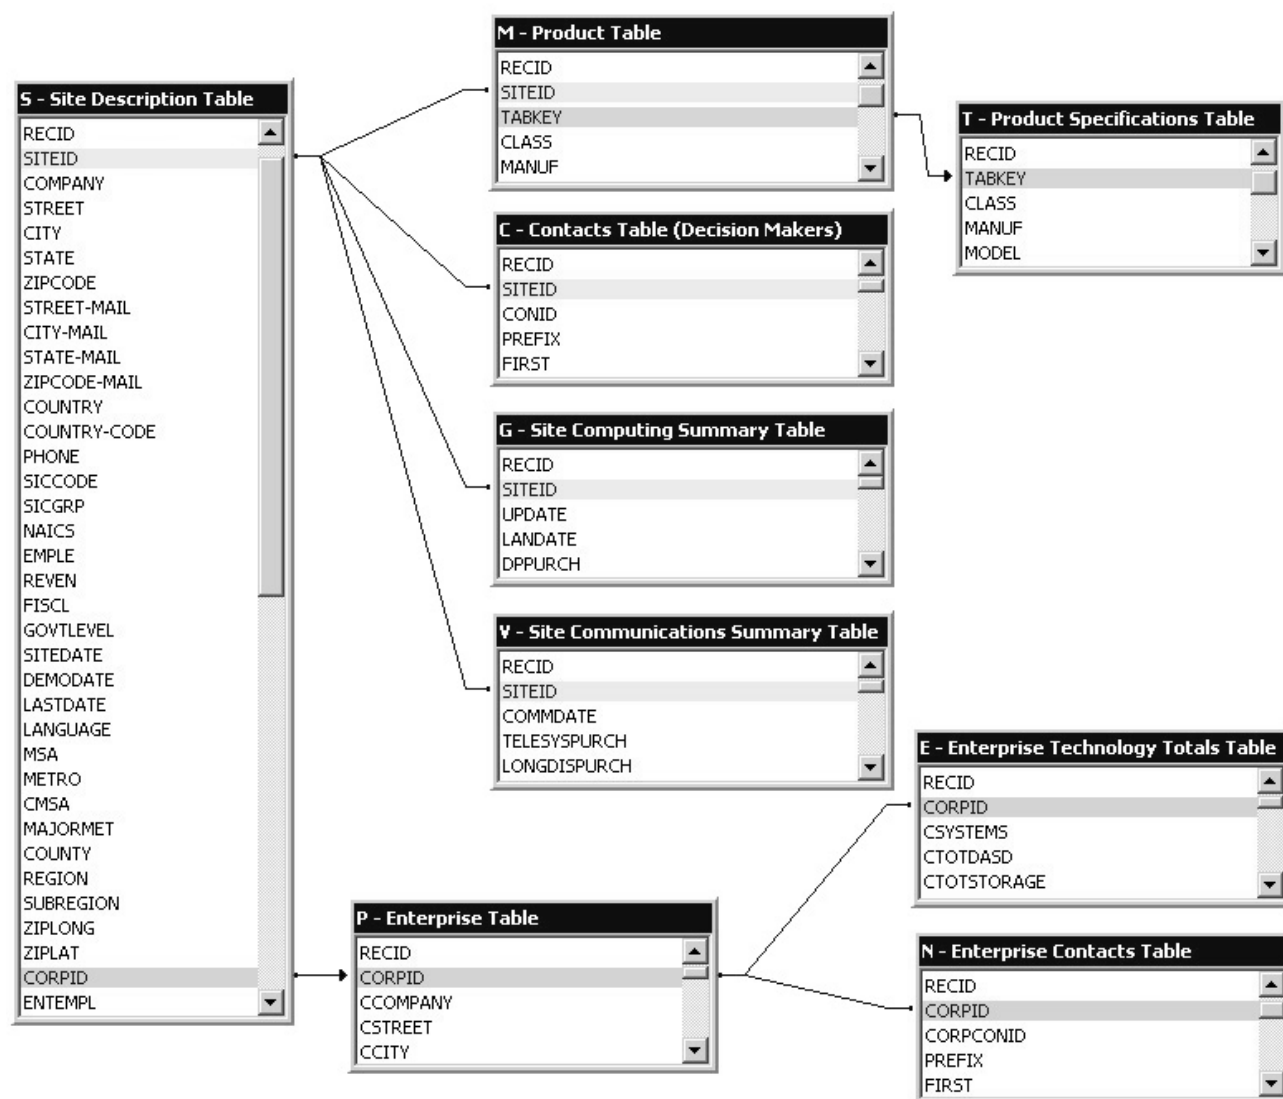 S - Site Description Table
RECID
SITEID
COMPANY
STREET
CITY
STATE
ZIPCODE
STREET-MAIL
CITY-MAIL
STATE-MAIL
ZIPCODE-MAIL
COUNTRY
COUNTRY-CODE
PHONE
SICCODE
SICGRP
NAICS
EMPLE
REVEN
FISCL
GOVTLEVEL
SITEDATE
DEMODATE
LASTDATE
LANGUAGE
MSA
METRO
CMSA
MAJORMET
COUNTY
REGION
SUBREGION
ZIPLONG
ZIPLAT
CORPID
ENTEMPL
M - Product Table
RECID
SITEID
TABKEY
CLASS
MANUF
T - Product Specifications Table
RECID
TABKEY
CLASS
MANUF
MODEL
C - Contacts Table (Decision Makers)
RECID
SITEID
CONID
PREFIX
FIRST
G - Site Computing Summary Table
RECID
SITEID
UPDATE
LANDATE
DPPURCH
V - Site Communications Summary Table
RECID
SITEID
COMMDATE
TELESYSPURCH
LONGDISPURCH
P - Enterprise Table
RECID
CORPID
CCOMPANY
CSTREET
CCITY
E - Enterprise Technology Totals Table
RECID
CORPID
CSYSTEMS
CTOTDASD
CTOTSTORAGE
N - Enterprise Contacts Table
RECID
CORPID
CORPCONID
PREFIX
FIRST